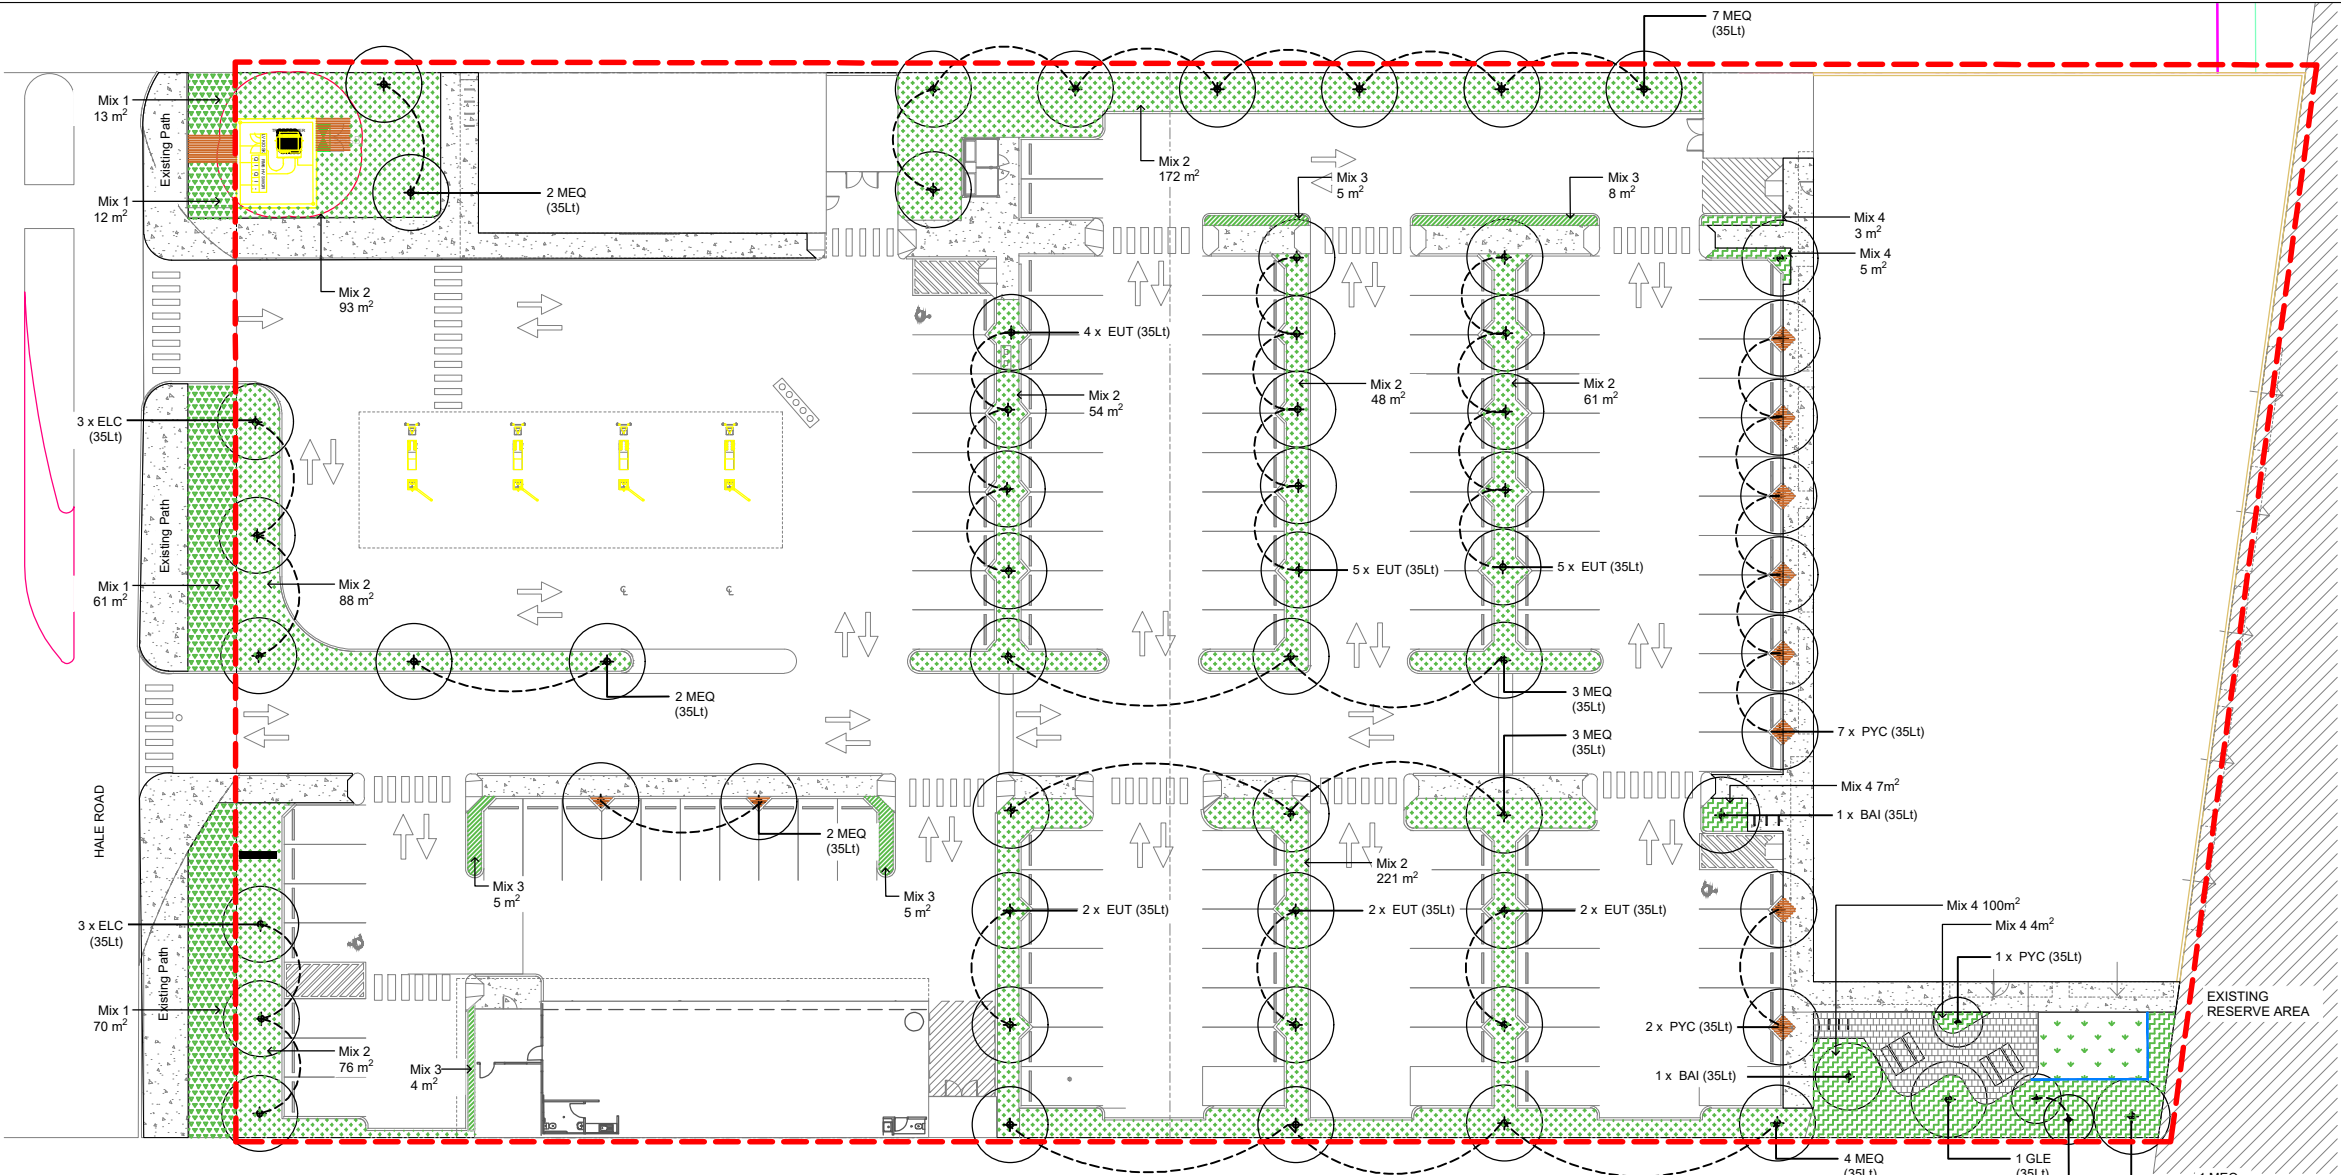 7 MEQ
(35Lt)
Mix 1
13 m²
Existing Path
Mix 1
12 m²
2 MEQ
(35Lt)
Mix 2
172 m²
Mix 3
5 m²
Mix 3
8 m²
Mix 4
3 m²
Mix 4
5 m²
Mix 2
93 m²
4 x EUT (35Lt)
Mix 2
54 m²
Mix 2
48 m²
Mix 2
61 m²
3 x ELC
(35Lt)
Existing Path
Mix 1
61 m²
Mix 2
88 m²
5 x EUT (35Lt)
5 x EUT (35Lt)
2 MEQ
(35Lt)
3 MEQ
(35Lt)
3 MEQ
(35Lt)
7 x PYC (35Lt)
HALE ROAD
Mix 4 7m²
1 x BAI (35Lt)
2 MEQ
(35Lt)
Mix 2
221 m²
Mix 3
5 m²
Mix 3
5 m²
3 x ELC
(35Lt)
2 x EUT (35Lt)
2 x EUT (35Lt)
2 x EUT (35Lt)
Mix 4 100m²
Mix 4 4m²
1 x PYC (35Lt)
Existing Path
Mix 1
70 m²
Mix 2
76 m²
Mix 3
4 m²
2 x PYC (35Lt)
EXISTING
RESERVE AREA
1 x BAI (35Lt)
4 MEQ
(35Lt)
1 GLE
(35Lt)
1 MEQ